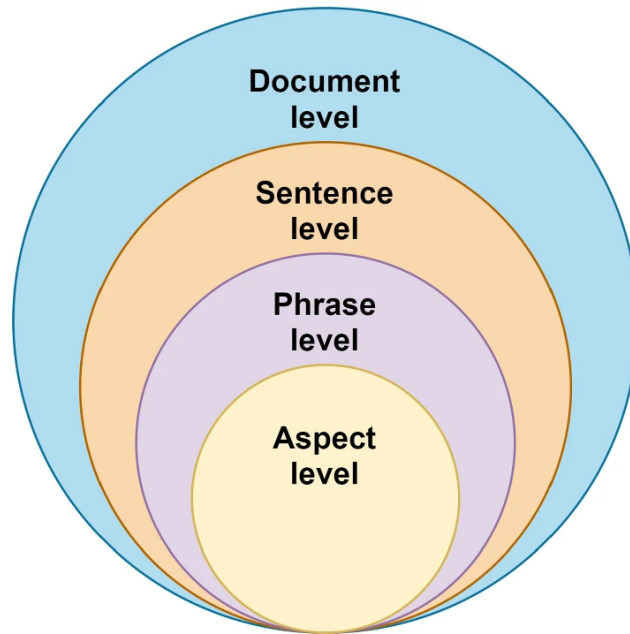 Document
level
Sentence
level
Phrase
level
Aspect
level